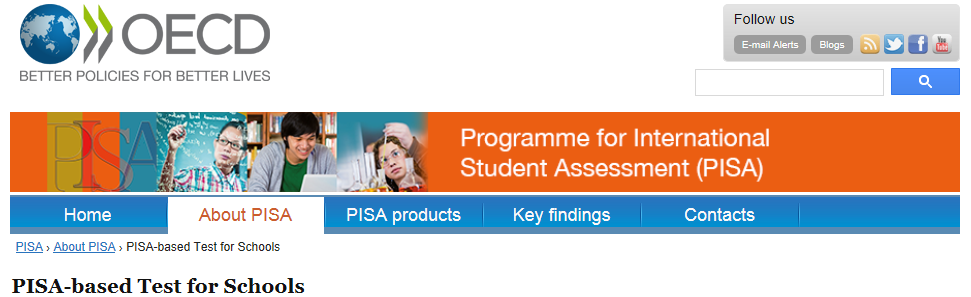 OECD
BETTER POLICIES FOR BETTER LIVES
Follow us
E-mail Alerts Blogs
You Tube
PISA
Programme for International
Student Assessment (PISA)
Home About PISA PISA products Key findings Contacts
PISA › About PISA › PISA-based Test for Schools
PISA-based Test for Schools